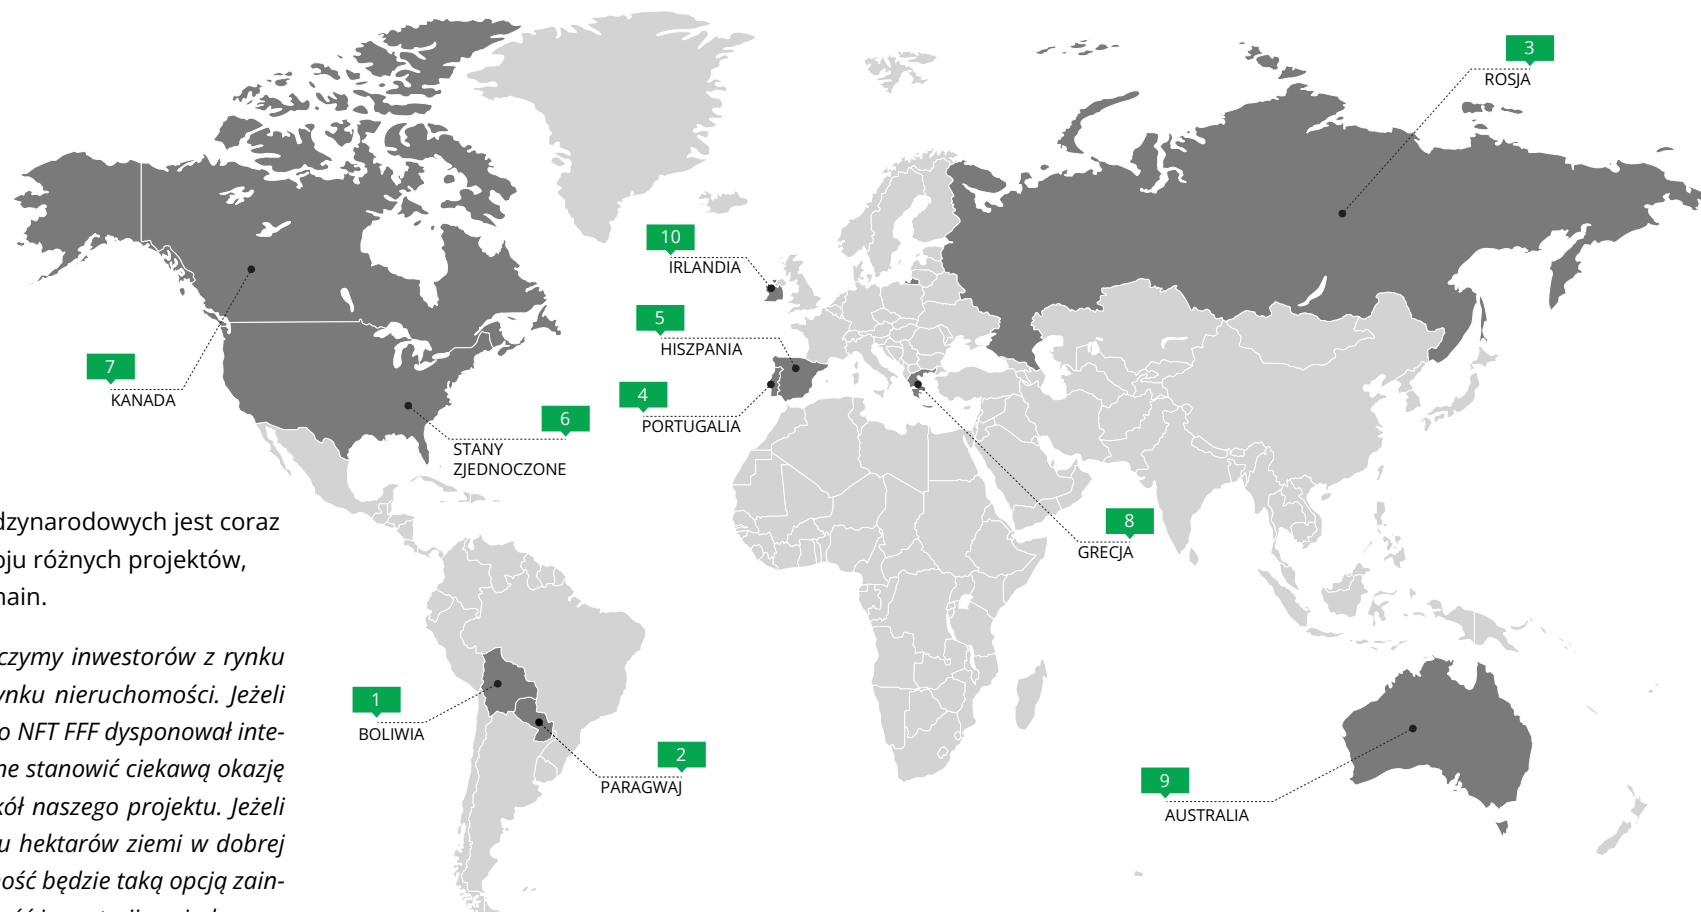 3
ROSJA
10
IRLANDIA
5
HISZPANIA
7
KANADA
4
PORTUGALIA
6
STANY
ZJEDNOCZONE
8
GRECJA
1
BOLIWIA
2
PARAGWAJ
9
AUSTRALIA
dzynarodowych jest coraz
oju różnych projektów,
nain.
czymy inwestorów z rynku
ynku nieruchomości. Jeżeli
o NFT FFF dysponował inte-
ne stanowić ciekawą okazję
kół naszego projektu. Jeżeli
u hektarów ziemi w dobrej
ność będzie taką opcją zain-